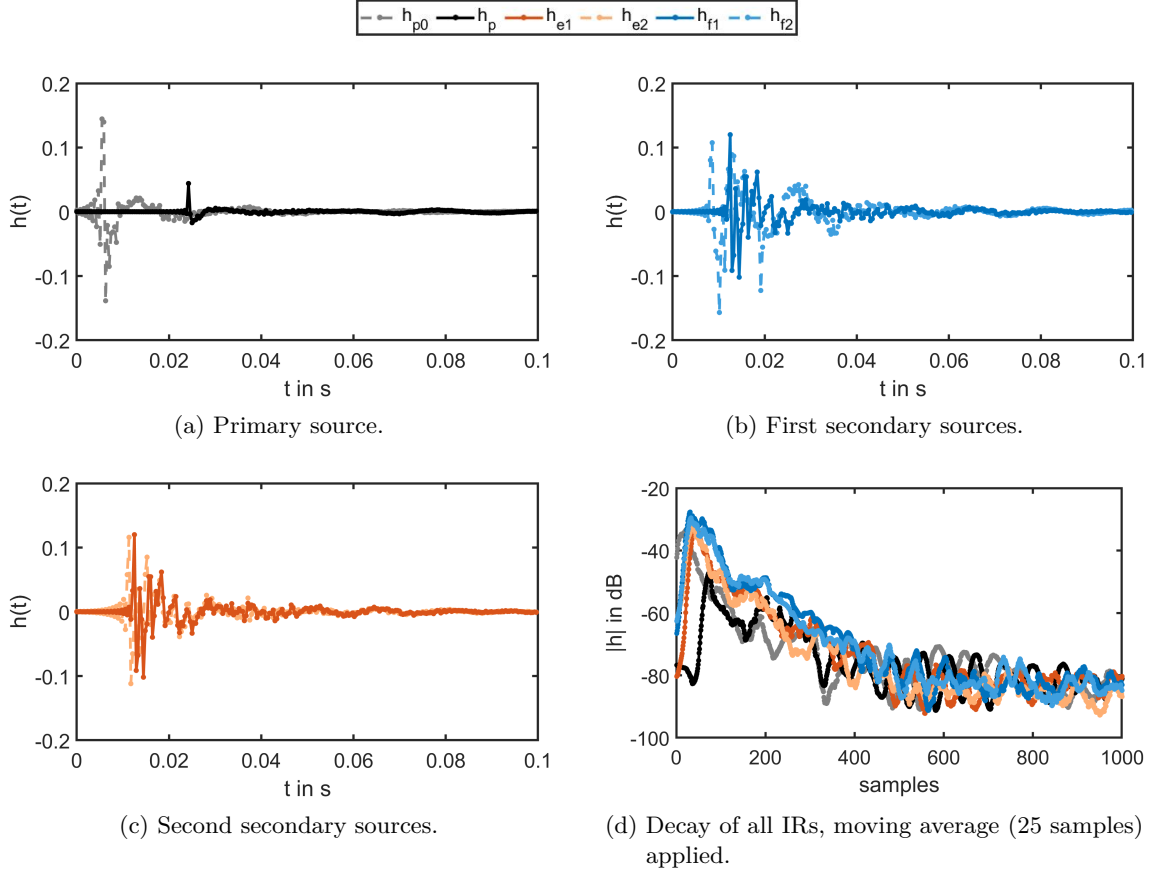 h_p0 h_p h_e1 h_e2 h_f1 h_f2
0.2
0.1
0
-0.1
-0.2
h(t)
0 0.02 0.04 0.06 0.08 0.1
t in s
(a) Primary source.
0.2
0.1
0
-0.1
-0.2
h(t)
0 0.02 0.04 0.06 0.08 0.1
t in s
(b) First secondary sources.
0.2
0.1
0
-0.1
-0.2
h(t)
0 0.02 0.04 0.06 0.08 0.1
t in s
(c) Second secondary sources.
-20
-40
-60
-80
-100
|h| in dB
0 200 400 600 800 1000
samples
(d) Decay of all IRs, moving average (25 samples)
applied.